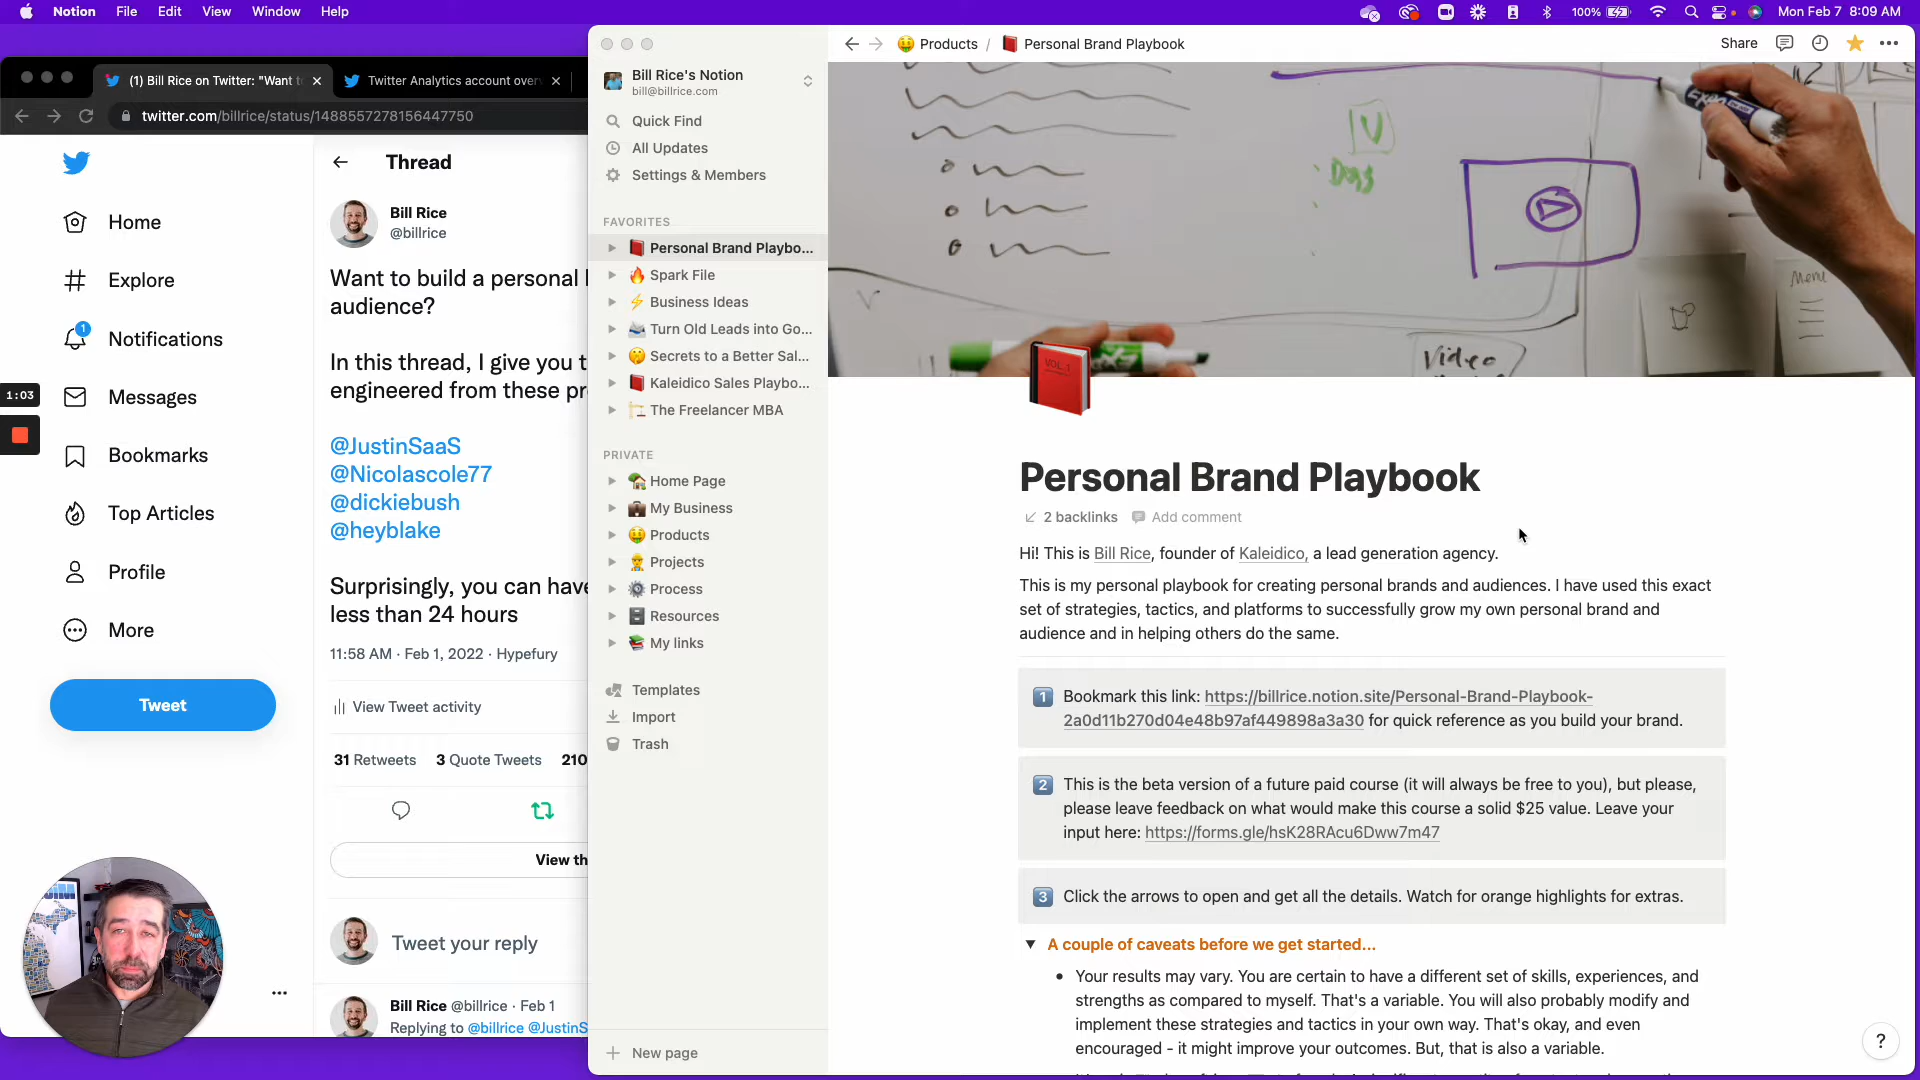 Notion File Edit View Window Help
100% Mon Feb 7 8:09 AM
(1) Bill Rice on Twitter: "Want to
Twitter Analytics account over
twitter.com/billrice/status/1488557278156447750
Home
Explore
1
Notifications
Messages
Bookmarks
Top Articles
Profile
More
Tweet
1:03
Thread
Bill Rice
@billrice
Want to build a personal
audience?
In this thread, I give you
engineered from these
@JustinSaaS
@Nicolascole77
@dickiebush
@heyblake
Surprisingly, you can have
less than 24 hours
11:58 AM · Feb 1, 2022 · Hypefury
View Tweet activity
31 Retweets 3 Quote Tweets 210
View th
Tweet your reply
Bill Rice @billrice · Feb 1
Replying to @billrice @JustinS
Bill Rice's Notion
bill@billrice.com
Quick Find
All Updates
Settings & Members
FAVORITES
Personal Brand Playbo...
Spark File
Business Ideas
Turn Old Leads into Go...
Secrets to a Better Sal...
Kaleidico Sales Playbo...
The Freelancer MBA
PRIVATE
Home Page
My Business
Products
Projects
Process
Resources
My links
Templates
Import
Trash
New page
Products / Personal Brand Playbook
Share
EXPO
Days
Menu
Video
VOL. 1
Personal Brand Playbook
2 backlinks Add comment
Hi! This is Bill Rice, founder of Kaleidico, a lead generation agency.
This is my personal playbook for creating personal brands and audiences. I have used this exact
set of strategies, tactics, and platforms to successfully grow my own personal brand and
audience and in helping others do the same.
1 Bookmark this link: https://billrice.notion.site/Personal-Brand-Playbook-
2a0d11b270d04e48b97af449898a3a30 for quick reference as you build your brand.
2 This is the beta version of a future paid course (it will always be free to you), but please,
please leave feedback on what would make this course a solid $25 value. Leave your
input here: https://forms.gle/hsK28RAcu6Dww7m47
3 Click the arrows to open and get all the details. Watch for orange highlights for extras.
A couple of caveats before we get started...
• Your results may vary. You are certain to have a different set of skills, experiences, and
strengths as compared to myself. That's a variable. You will also probably modify and
implement these strategies and tactics in your own way. That's okay, and even
encouraged - it might improve your outcomes. But, that is also a variable.
?